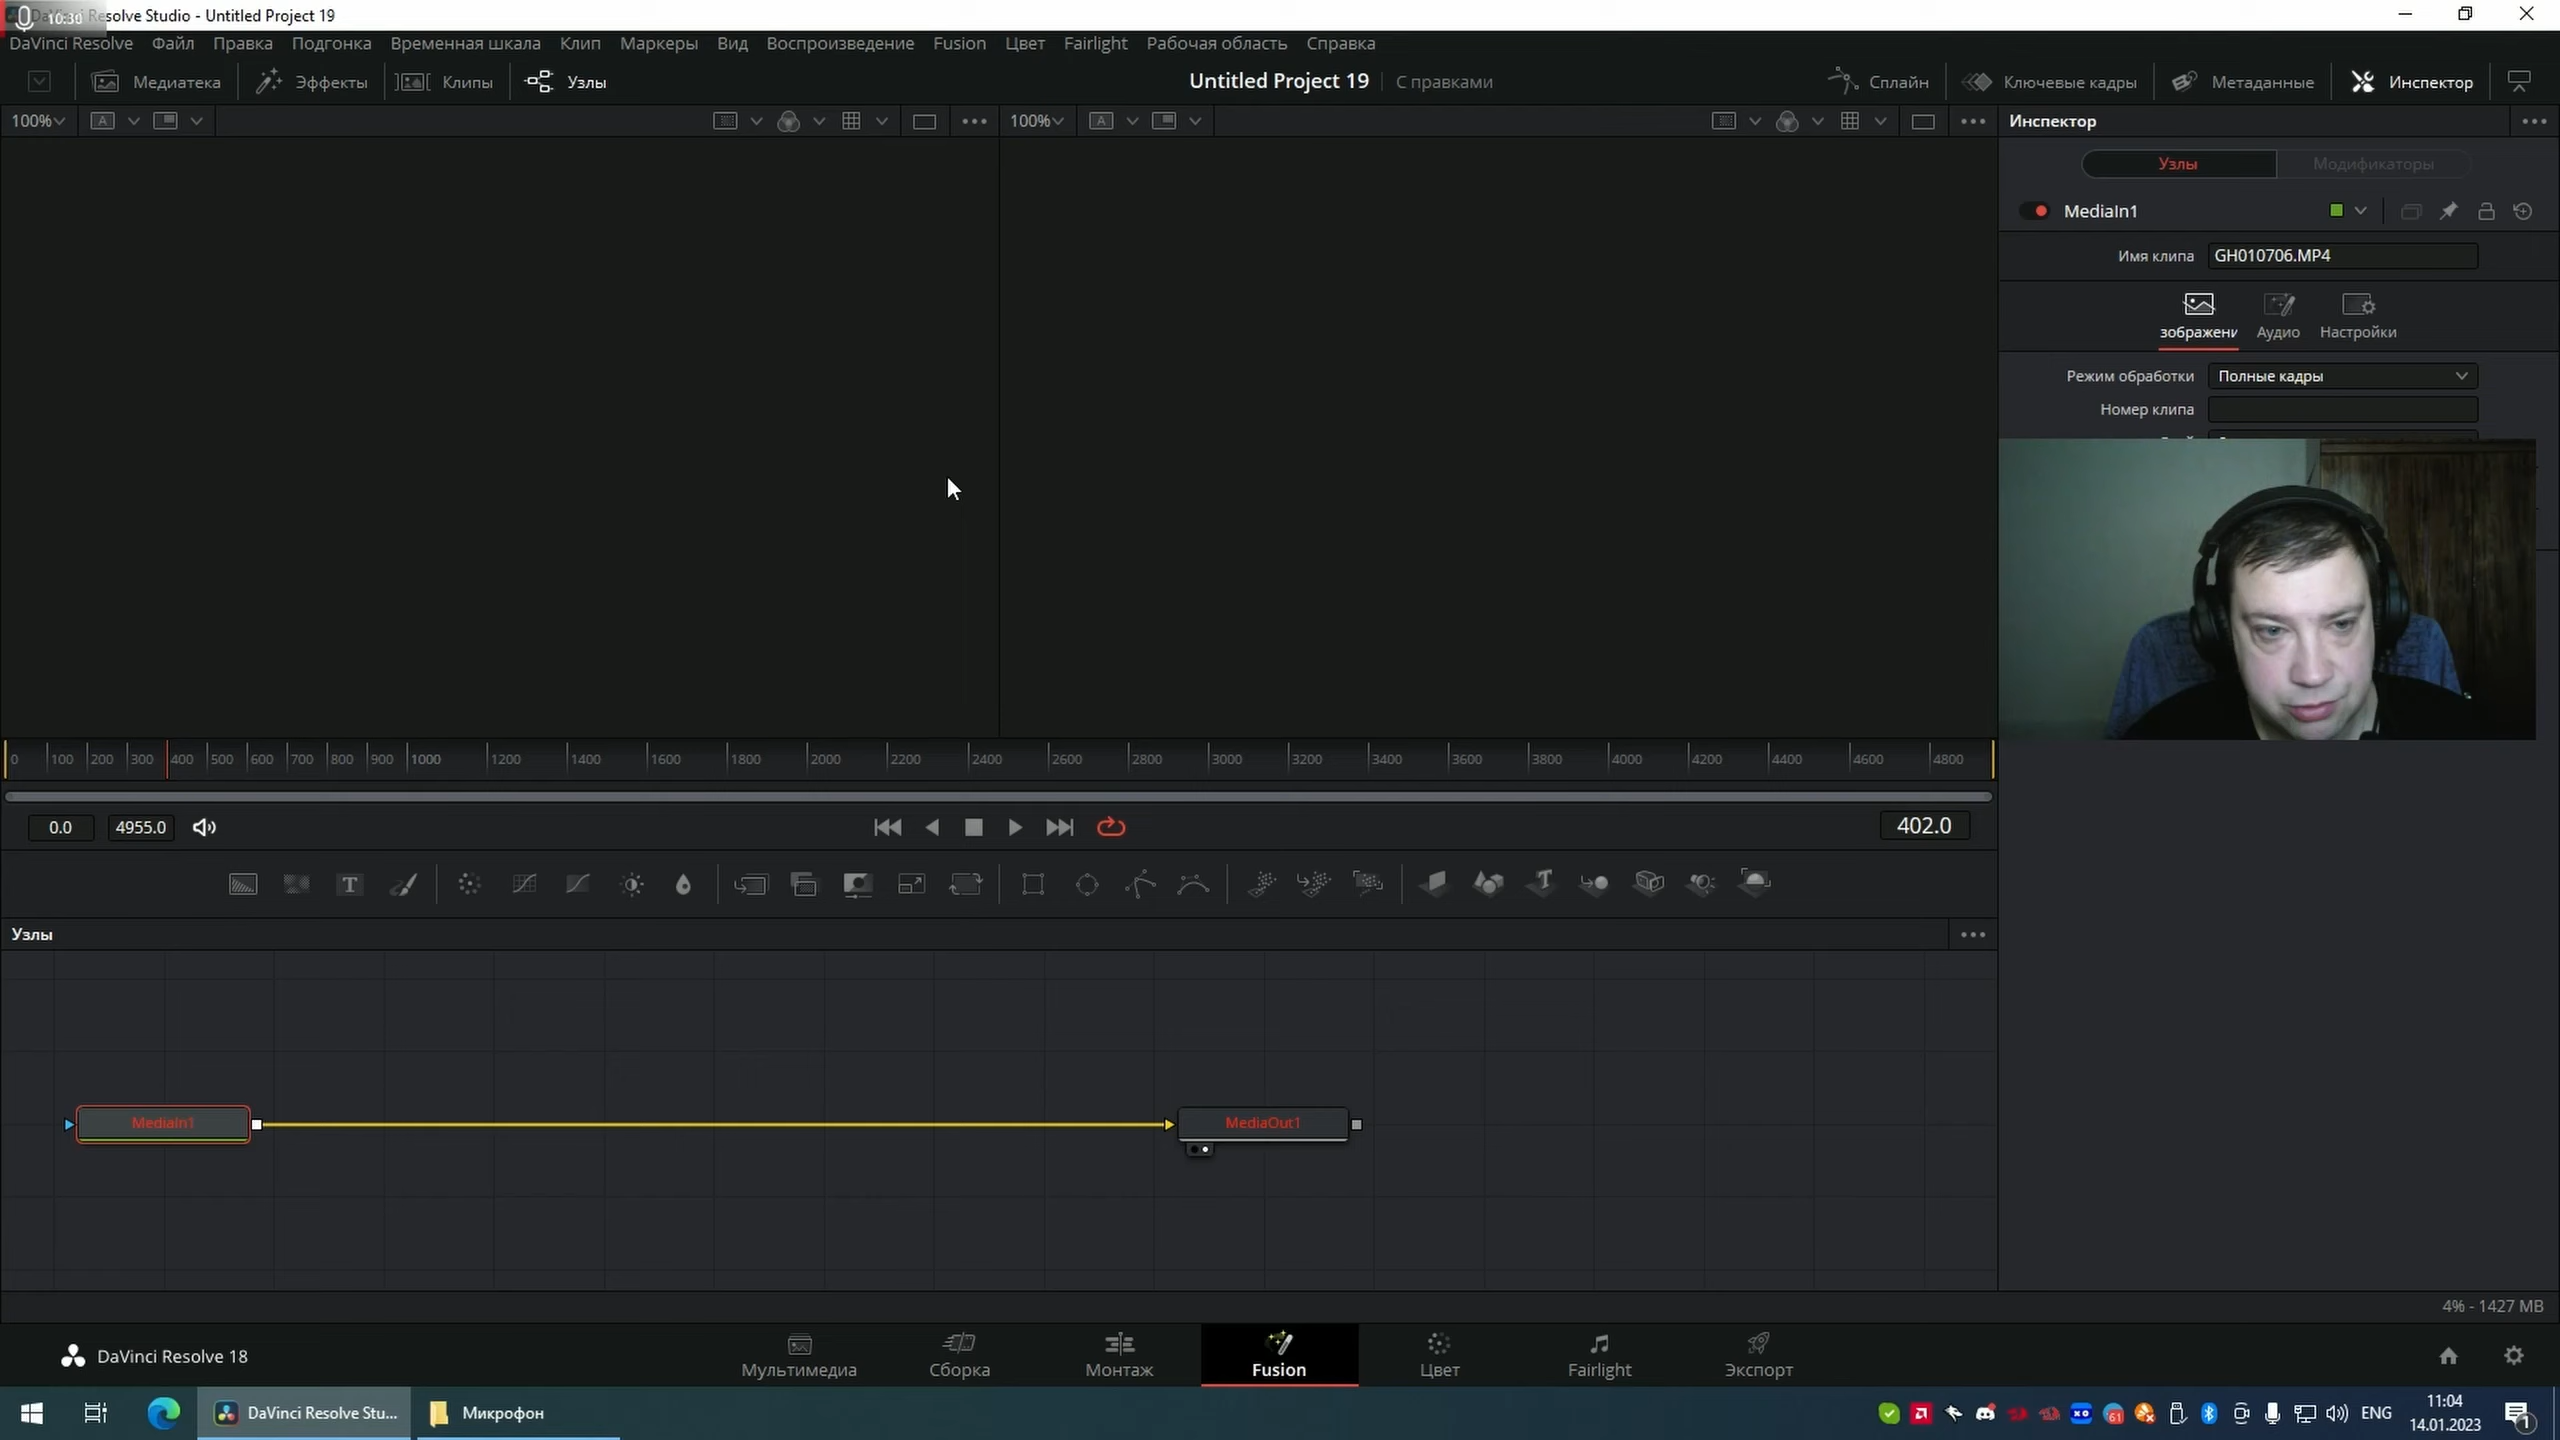 10:30
Resolve Studio - Untitled Project 19
DaVinci Resolve Файл Правка Подгонка Временная шкала Клип Маркеры Вид Воспроизведение Fusion Цвет Fairlight Рабочая область Справка
Медиатека Эффекты Клипы Узлы Untitled Project 19 С правками Сплайн Ключевые кадры Метаданные Инспектор
100% A 100% A Инспектор
Узлы Модификаторы
MediaIn1
Имя клипа GH010706.MP4
зображени Аудио Настройки
Режим обработки Полные кадры
Номер клипа
0 100 200 300 400 500 600 700 800 900 1000 1200 1400 1600 1800 2000 2200 2400 2600 2800 3000 3200 3400 3600 3800 4000 4200 4400 4600 4800
0.0 4955.0 402.0
T T
Узлы
MediaIn1 MediaOut1
4% - 1427 MB
DaVinci Resolve 18 Мультимедиа Сборка Монтаж Fusion Цвет Fairlight Экспорт
DaVinci Resolve Stu... Микрофон 61 ENG 11:04
14.01.2023 1